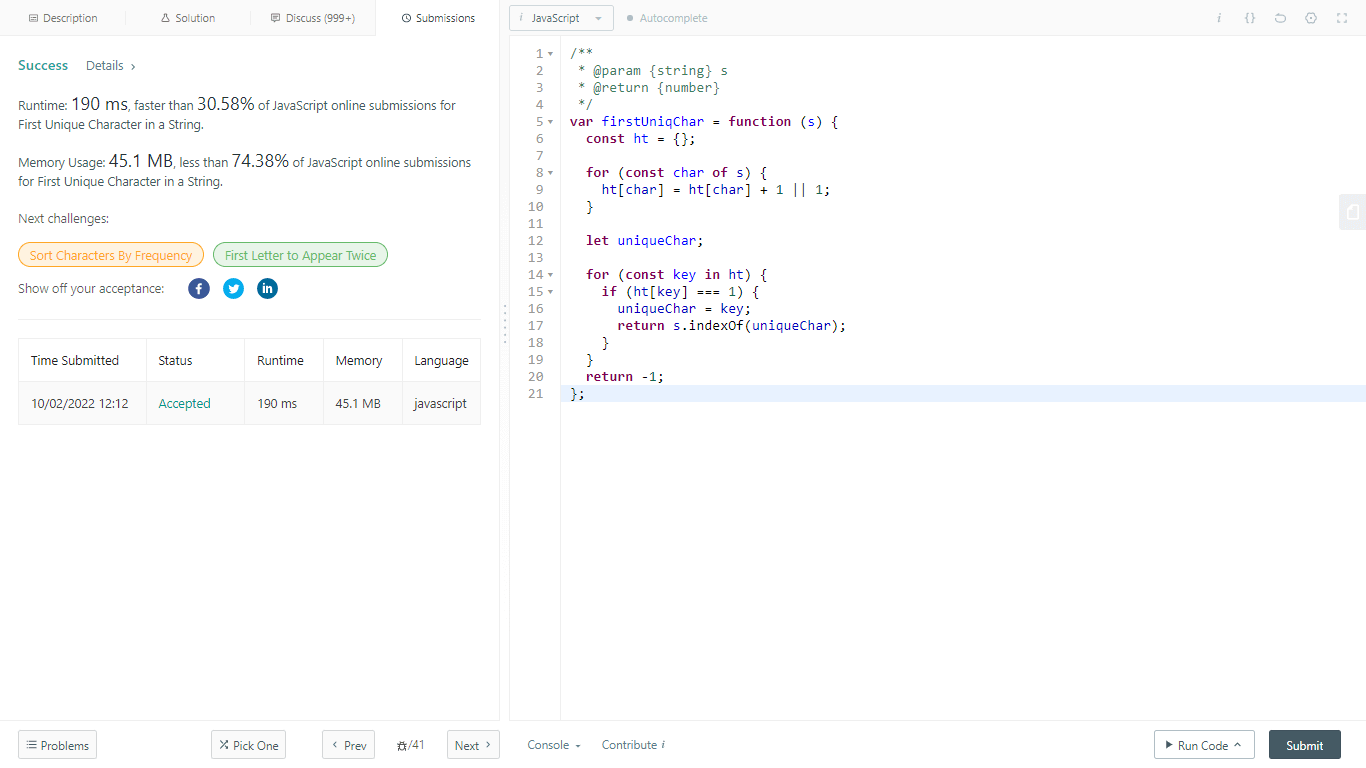 Description
Solution
Discuss (999+)
Submissions
Success
Details
Runtime: 190 ms, faster than 30.58% of JavaScript online submissions for
First Unique Character in a String.
Memory Usage: 45.1 MB, less than 74.38% of JavaScript online submissions
for First Unique Character in a String.
Next challenges:
Sort Characters By Frequency
First Letter to Appear Twice
Show off your acceptance:
Time Submitted Status Runtime Memory Language
10/02/2022 12:12 Accepted 190 ms 45.1 MB javascript
Problems
Pick One
Prev
/41
Next
i JavaScript
Autocomplete
i {}
1 /**
2  * @param {string} s
3  * @return {number}
4  */
5 var firstUniqChar = function (s) {
6   const ht = {};
7
8   for (const char of s) {
9     ht[char] = ht[char] + 1 || 1;
10   }
11
12   let uniqueChar;
13
14   for (const key in ht) {
15     if (ht[key] === 1) {
16       uniqueChar = key;
17       return s.indexOf(uniqueChar);
18     }
19   }
20   return -1;
21 };
Console
Contribute i
Run Code
Submit